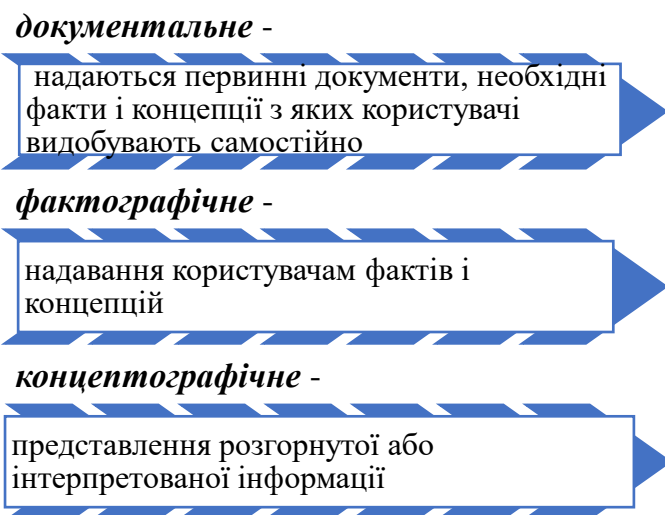 документальне -
надаються первинні документи, необхідні
факти і концепції з яких користувачі
видобувають самостійно
фактографічне -
надавання користувачам фактів і
концепцій
концептографічне -
представлення розгорнутої або
інтерпретованої інформації